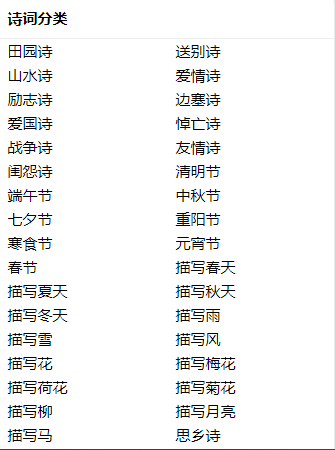 诗词分类
田园诗 送别诗
山水诗 爱情诗
励志诗 边塞诗
爱国诗 悼亡诗
战争诗 友情诗
闺怨诗 清明节
端午节 中秋节
七夕节 重阳节
寒食节 元宵节
春节 描写春天
描写夏天 描写秋天
描写冬天 描写雨
描写雪 描写风
描写花 描写梅花
描写荷花 描写菊花
描写柳 描写月亮
描写马 思乡诗